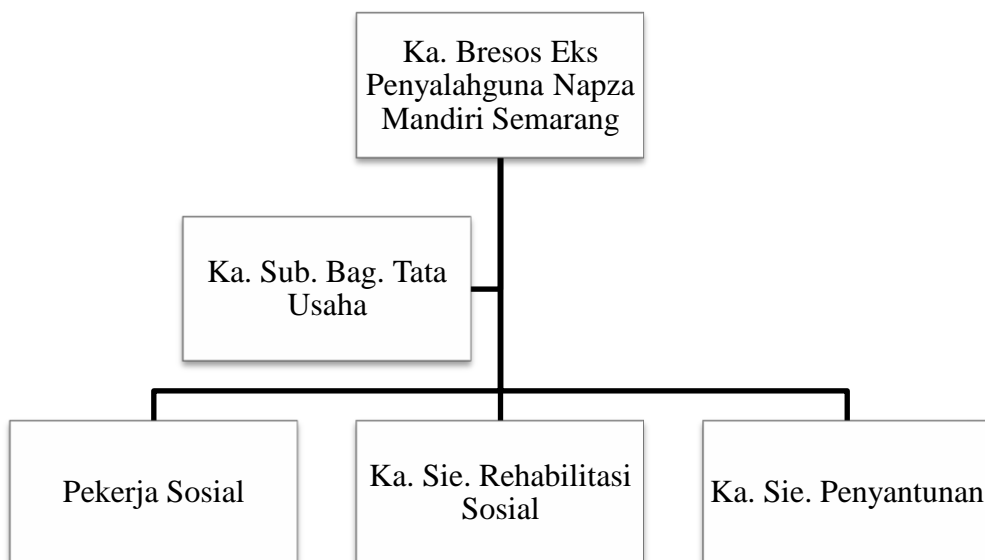 Ka. Bresos Eks
Penyalahguna Napza
Mandiri Semarang
Ka. Sub. Bag. Tata
Usaha
Pekerja Sosial
Ka. Sie. Rehabilitasi
Sosial
Ka. Sie. Penyantunan